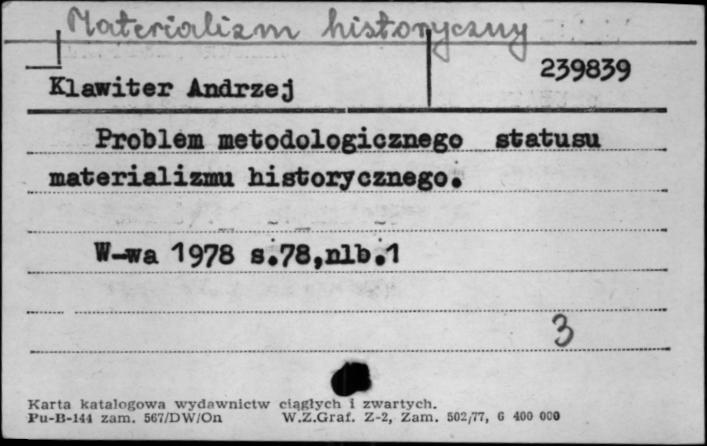 Materializm historyczny
239839
Klawiter Andrzej
Problem metodologicznego statusu
materializmu historycznego.
W-wa 1978 s.78,nlb.1
3
Karta katalogowa wydawnictw ciągłych i zwartych.
Pu-B-144 zam. 567/DW/On W.Z.Graf. Z-2, Zam. 502/77, G 400 000